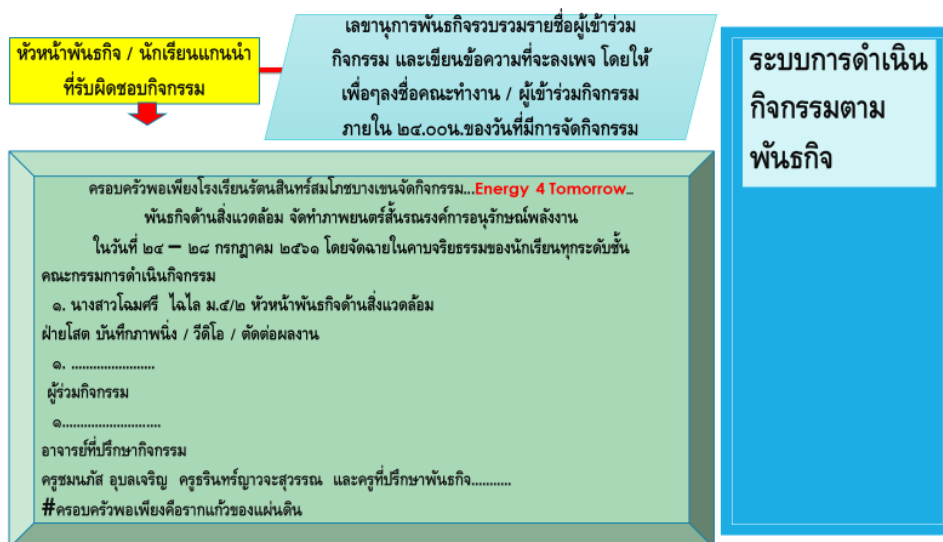 หัวหน้าพันธกิจ / นักเรียนแกนนำ
ที่รับผิดชอบกิจกรรม
เลขานุการพันธกิจรวบรวมรายชื่อผู้เข้าร่วม
กิจกรรม และเขียนข้อความที่จะลงเพจ โดยให้
เพื่อๆลงชื่อคณะทำงาน / ผู้เข้าร่วมกิจกรรม
ภายใน ๒๔.๐๐น.ของวันที่มีการจัดกิจกรรม
ระบบการดำเนิน
กิจกรรมตาม
พันธกิจ
ครอบครัวพอเพียงโรงเรียนรัตนสินทร์สมโภชบางเขนจัดกิจกรรม...Energy 4 Tomorrow...
พันธกิจด้านสิ่งแวดล้อม จัดทำภาพยนตร์สั้นรณรงค์การอนุรักษ์พลังงาน
ในวันที่ ๒๔ – ๒๘ กรกฎาคม ๒๕๖๑ โดยจัดฉายในคาบจริยธรรมของนักเรียนทุกระดับชั้น
คณะกรรมการดำเนินกิจกรรม
๑. นางสาวโฉมศรี ไฉไล ม.๕/๒ หัวหน้าพันธกิจด้านสิ่งแวดล้อม
ฝ่ายโสต บันทึกภาพนิ่ง / วีดิโอ / ตัดต่อผลงาน
๑. .......................
ผู้ร่วมกิจกรรม
๑...........................
อาจารย์ที่ปรึกษากิจกรรม
ครูชมนภัส อุบลเจริญ ครูธรินทร์ญาวจะสุวรรณ และครูที่ปรึกษาพันธกิจ...........
#ครอบครัวพอเพียงคือรากแก้วของแผ่นดิน